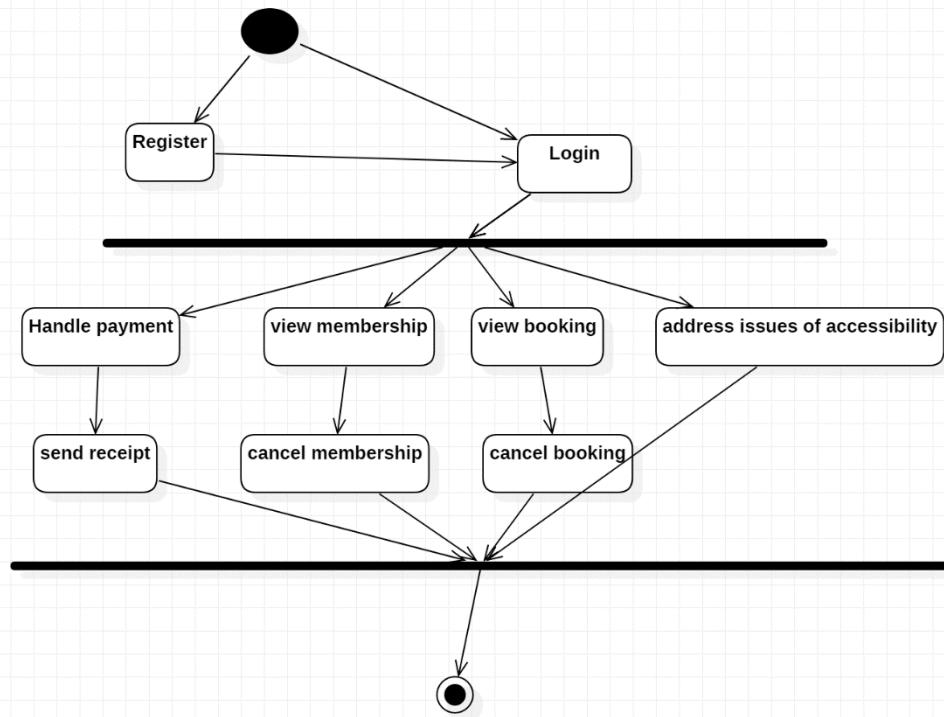 Register
Login
Handle payment
view membership
view booking
address issues of accessibility
send receipt
cancel membership
cancel booking